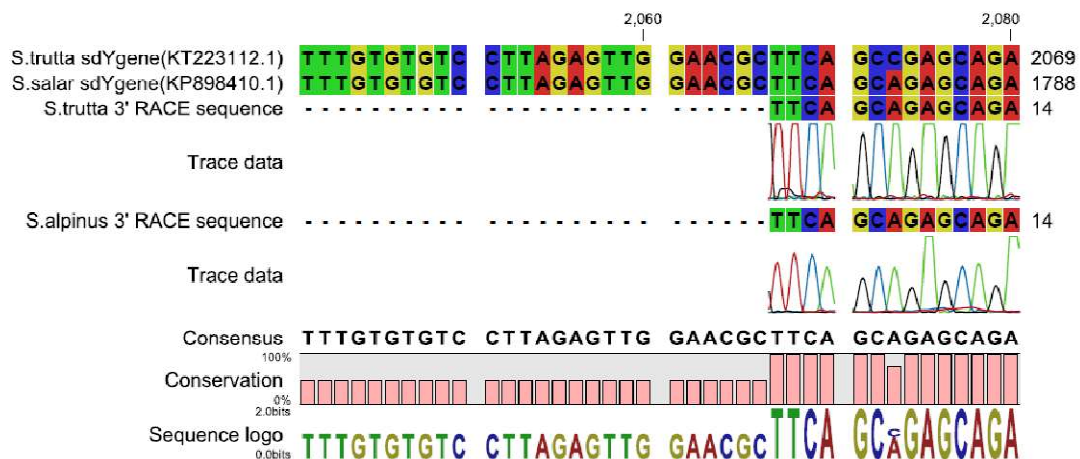 2,060 2,080
S.trutta sdYgene(KT223112.1) TTTGTGTGTC CTTAGAGTTG GAACGCTTCA GCCGAGCAGA 2069
S.salar sdYgene(KP898410.1) TTTGTGTGTC CTTAGAGTTG GAACGCTTCA GCAGAGCAGA 1788
S.trutta 3' RACE sequence - - - - - - - - - - - - - - - - - - - - - - - - - - TTCA GCAGAGCAGA 14
Trace data
S.alpinus 3' RACE sequence - - - - - - - - - - - - - - - - - - - - - - - - - - TTCA GCAGAGCAGA 14
Trace data
Consensus TTTGTGTGTC CTTAGAGTTG GAACGCTTCA GCAGAGCAGA
100%
Conservation
0%
2.0bits
Sequence logo TTTGTGTGTC CTTAGAGTTG GAACGCTTCA GCCAGAGCAGA
0.0bits